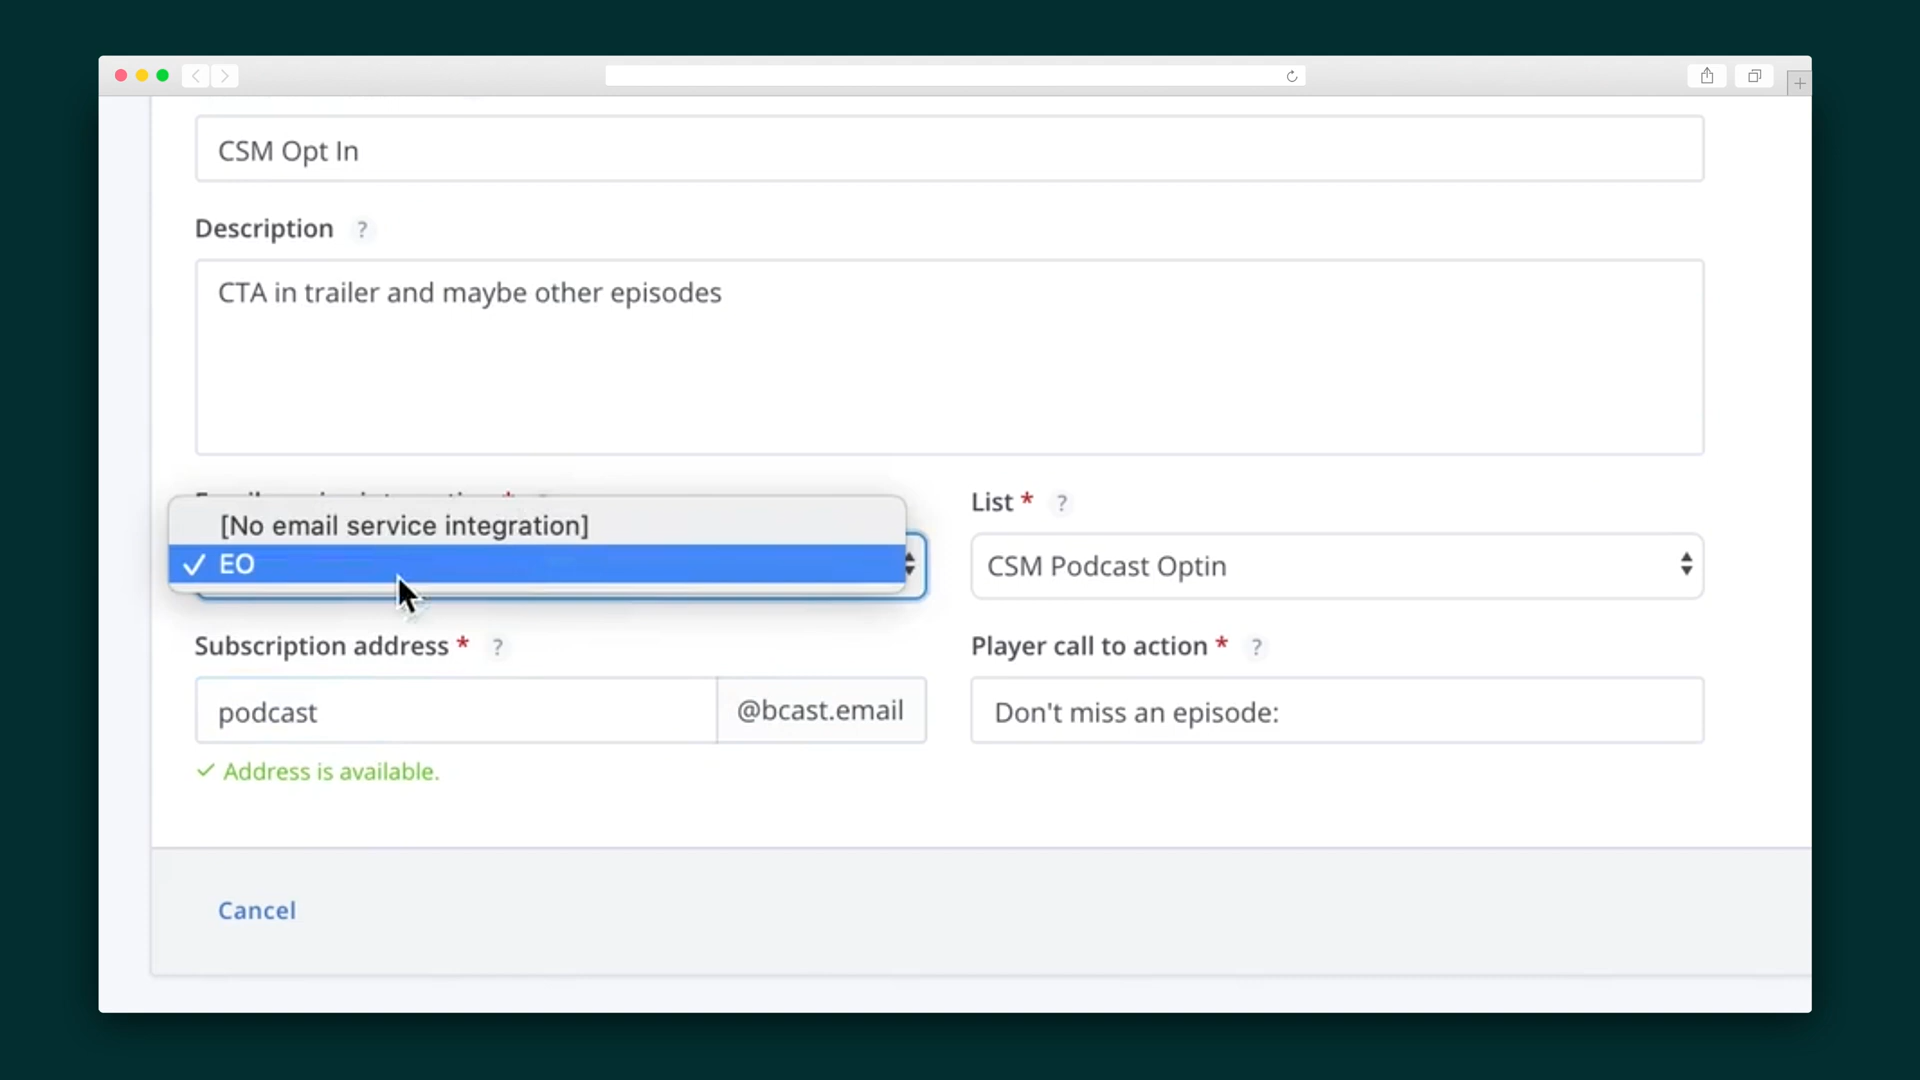 CSM Opt In
Description ?
CTA in trailer and maybe other episodes
List * ?
[No email service integration]
✓ EO
CSM Podcast Optin
Subscription address * ?
Player call to action * ?
podcast
@bcast.email
Don't miss an episode:
✓ Address is available.
Cancel